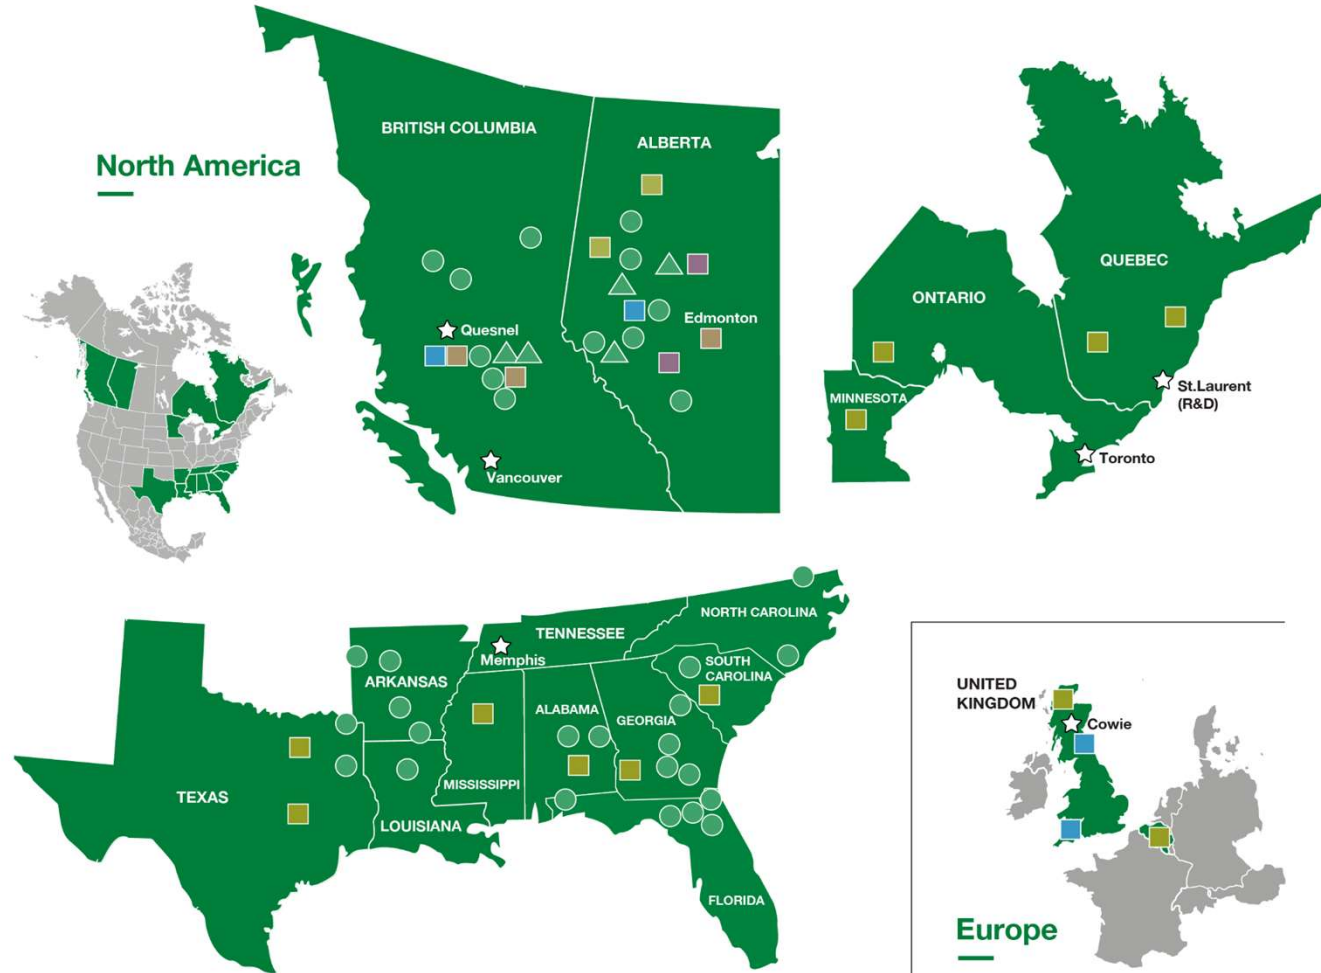 North America
BRITISH COLUMBIA
ALBERTA
Quesnel
Edmonton
Vancouver
ONTARIO
QUEBEC
MINNESOTA
St.Laurent
(R&D)
Toronto
TENNESSEE
NORTH CAROLINA
Memphis
SOUTH
CAROLINA
ARKANSAS
ALABAMA
GEORGIA
TEXAS
MISSISSIPPI
LOUISIANA
FLORIDA
UNITED
KINGDOM
Cowie
Europe